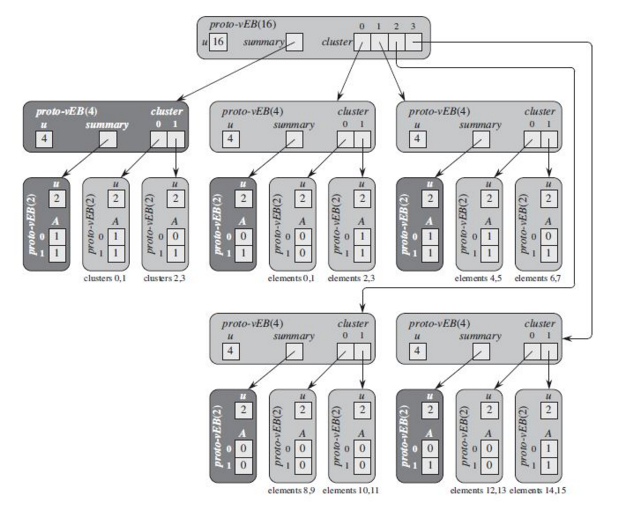 proto-vEB(16)
0 1 2 3
u 16 summary cluster
proto-vEB(4) cluster
u summary 0 1
4
proto-vEB(4) cluster
u summary 0 1
4
proto-vEB(4) cluster
u summary 0 1
4
proto-vEB(2)
u
2
A
0 1
1 1
proto-vEB(2)
u
2
A
0 1
1 1
clusters 0,1
proto-vEB(2)
u
2
A
0 0
1 1
clusters 2,3
proto-vEB(2)
u
2
A
0 1
1 1
proto-vEB(2)
u
2
A
0 1
1 0
elements 0,1
proto-vEB(2)
u
2
A
0 1
1 1
elements 2,3
proto-vEB(2)
u
2
A
0 1
1 1
proto-vEB(2)
u
2
A
0 1
1 1
elements 4,5
proto-vEB(2)
u
2
A
0 0
1 1
elements 6,7
proto-vEB(4) cluster
u summary 0 1
4
proto-vEB(4) cluster
u summary 0 1
4
proto-vEB(2)
u
2
A
0 0
1 0
proto-vEB(2)
u
2
A
0 0
1 0
elements 8,9
proto-vEB(2)
u
2
A
0 0
1 0
elements 10,11
proto-vEB(2)
u
2
A
0 0
1 1
proto-vEB(2)
u
2
A
0 0
1 0
elements 12,13
proto-vEB(2)
u
2
A
0 1
1 0
elements 14,15